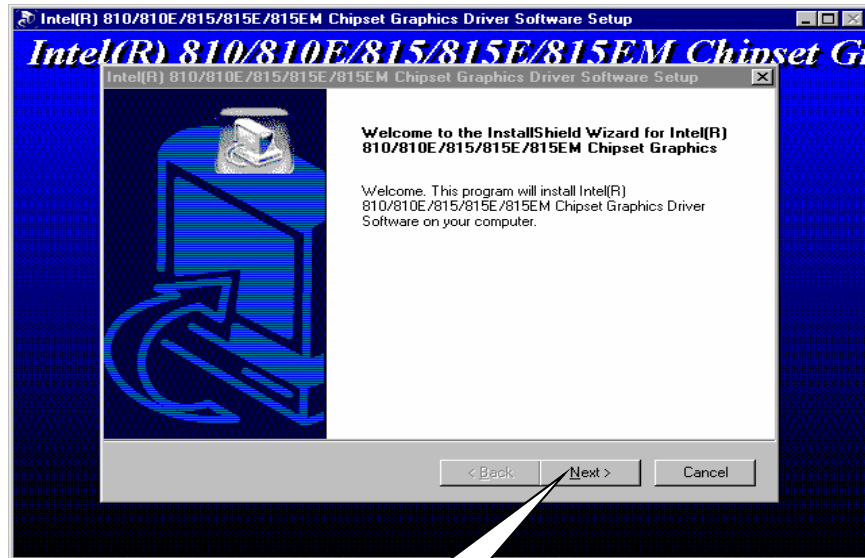 Intel(R) 810/810E/815/815E/815EM Chipset Graphics Driver Software Setup
Intel(R) 810/810E/815/815E/815EM Chipset G
Intel(R) 810/810E/815/815E/815EM Chipset Graphics Driver Software Setup
Welcome to the InstallShield Wizard for Intel(R)
810/810E/815/815E/815EM Chipset Graphics
Welcome. This program will install Intel(R)
810/810E/815/815E/815EM Chipset Graphics Driver
Software on your computer.
< Back
Next >
Cancel